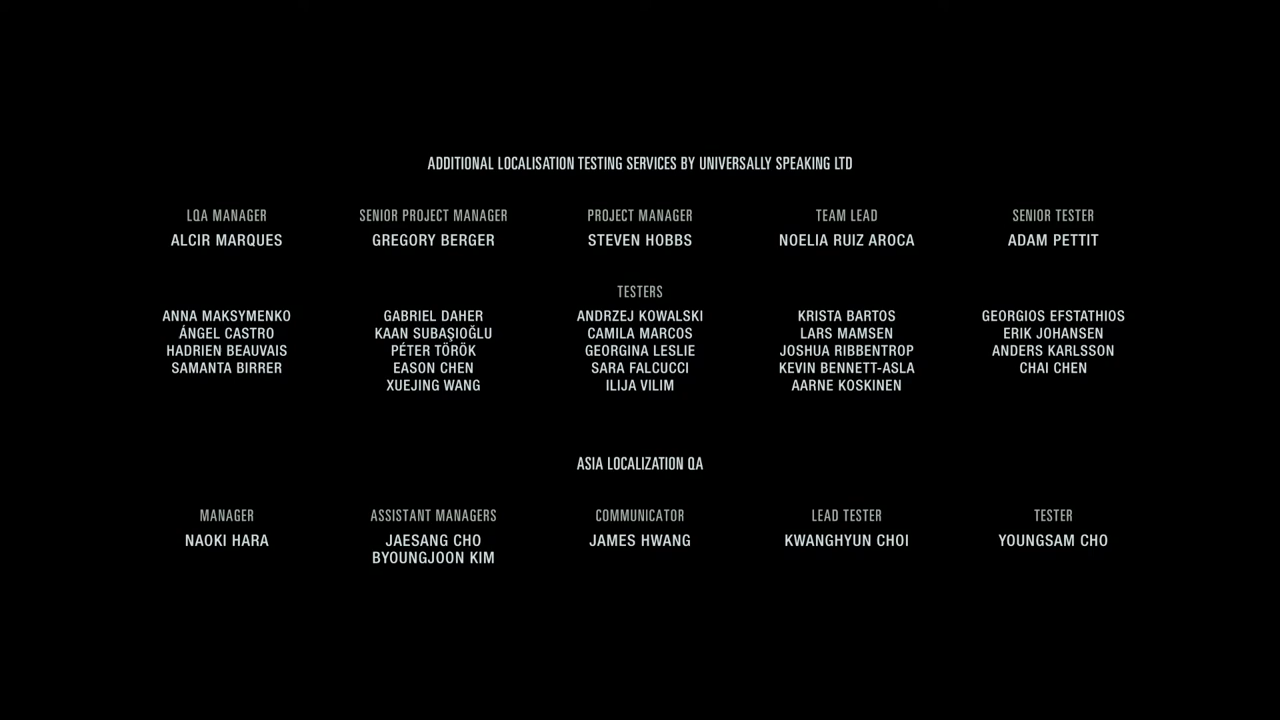 ADDITIONAL LOCALISATION TESTING SERVICES BY UNIVERSALLY SPEAKING LTD
LQA MANAGER
ALCIR MARQUES
SENIOR PROJECT MANAGER
GREGORY BERGER
PROJECT MANAGER
STEVEN HOBBS
TEAM LEAD
NOELIA RUIZ AROCA
SENIOR TESTER
ADAM PETTIT
TESTERS
ANNA MAKSYMENKO
ÁNGEL CASTRO
HADRIEN BEAUVAIS
SAMANTA BIRRER
GABRIEL DAHER
KAAN SUBAŞIOĞLU
PÉTER TÖRÖK
EASON CHEN
XUEJING WANG
ANDRZEJ KOWALSKI
CAMILA MARCOS
GEORGINA LESLIE
SARA FALCUCCI
ILIJA VILIM
KRISTA BARTOS
LARS MAMSEN
JOSHUA RIBBENTROP
KEVIN BENNETT-ASLA
AARNE KOSKINEN
GEORGIOS EFSTATHIOS
ERIK JOHANSEN
ANDERS KARLSSON
CHAI CHEN
ASIA LOCALIZATION QA
MANAGER
NAOKI HARA
ASSISTANT MANAGERS
JAESANG CHO
BYOUNGJOON KIM
COMMUNICATOR
JAMES HWANG
LEAD TESTER
KWANGHYUN CHOI
TESTER
YOUNGSAM CHO